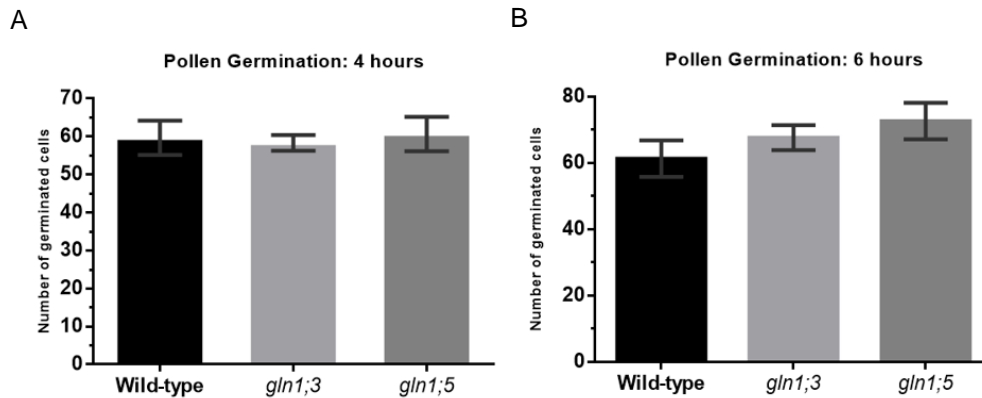 A
Pollen Germination: 4 hours
Number of germinated cells
70
60
50
40
30
20
10
0
Wild-type gln1;3 gln1;5
B
Pollen Germination: 6 hours
Number of germinated cells
80
60
40
20
0
Wild-type gln1;3 gln1;5